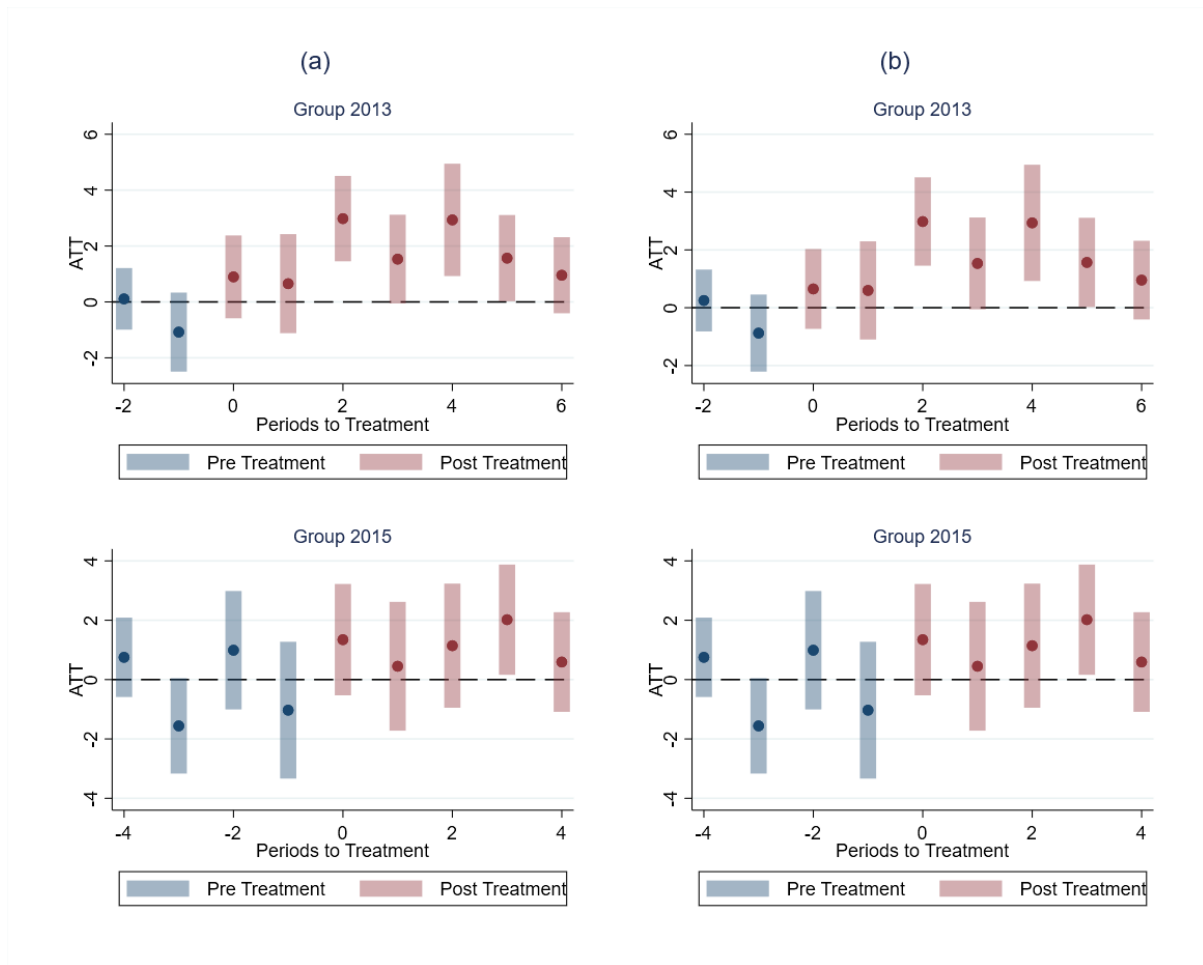 (a)
(b)
Group 2013
6
4
2
0
-2
ATT
-2 0 2 4 6
Periods to Treatment
Pre Treatment Post Treatment
Group 2013
6
4
2
0
-2
ATT
-2 0 2 4 6
Periods to Treatment
Pre Treatment Post Treatment
Group 2015
4
2
0
-2
-4
ATT
-4 -2 0 2 4
Periods to Treatment
Pre Treatment Post Treatment
Group 2015
4
2
0
-2
-4
ATT
-4 -2 0 2 4
Periods to Treatment
Pre Treatment Post Treatment